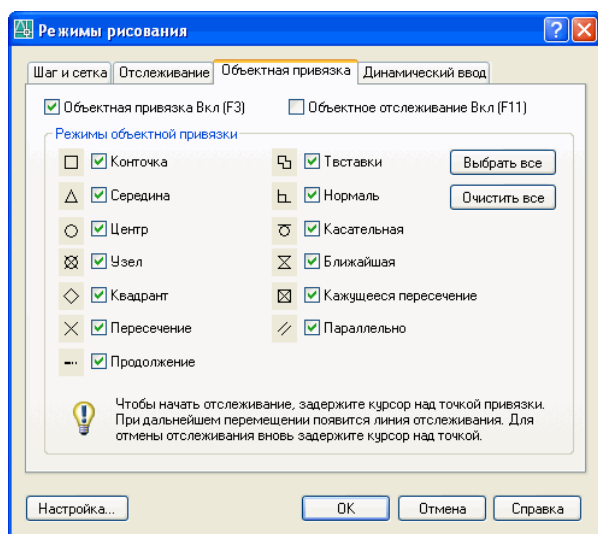 Режимы рисования
Шаг и сетка
Отслеживание
Объектная привязка
Динамический ввод
Объектная привязка Вкл (F3)
Объектное отслеживание Вкл (F11)
Режимы объектной привязки
Конточка
Середина
Центр
Узел
Квадрант
Пересечение
Продолжение
Твставки
Нормаль
Касательная
Ближайшая
Кажущееся пересечение
Параллельно
Выбрать все
Очистить все
Чтобы начать отслеживание, задержите курсор над точкой привязки.
При дальнейшем перемещении появится линия отслеживания. Для
отмены отслеживания вновь задержите курсор над точкой.
Настройка...
OK
Отмена
Справка